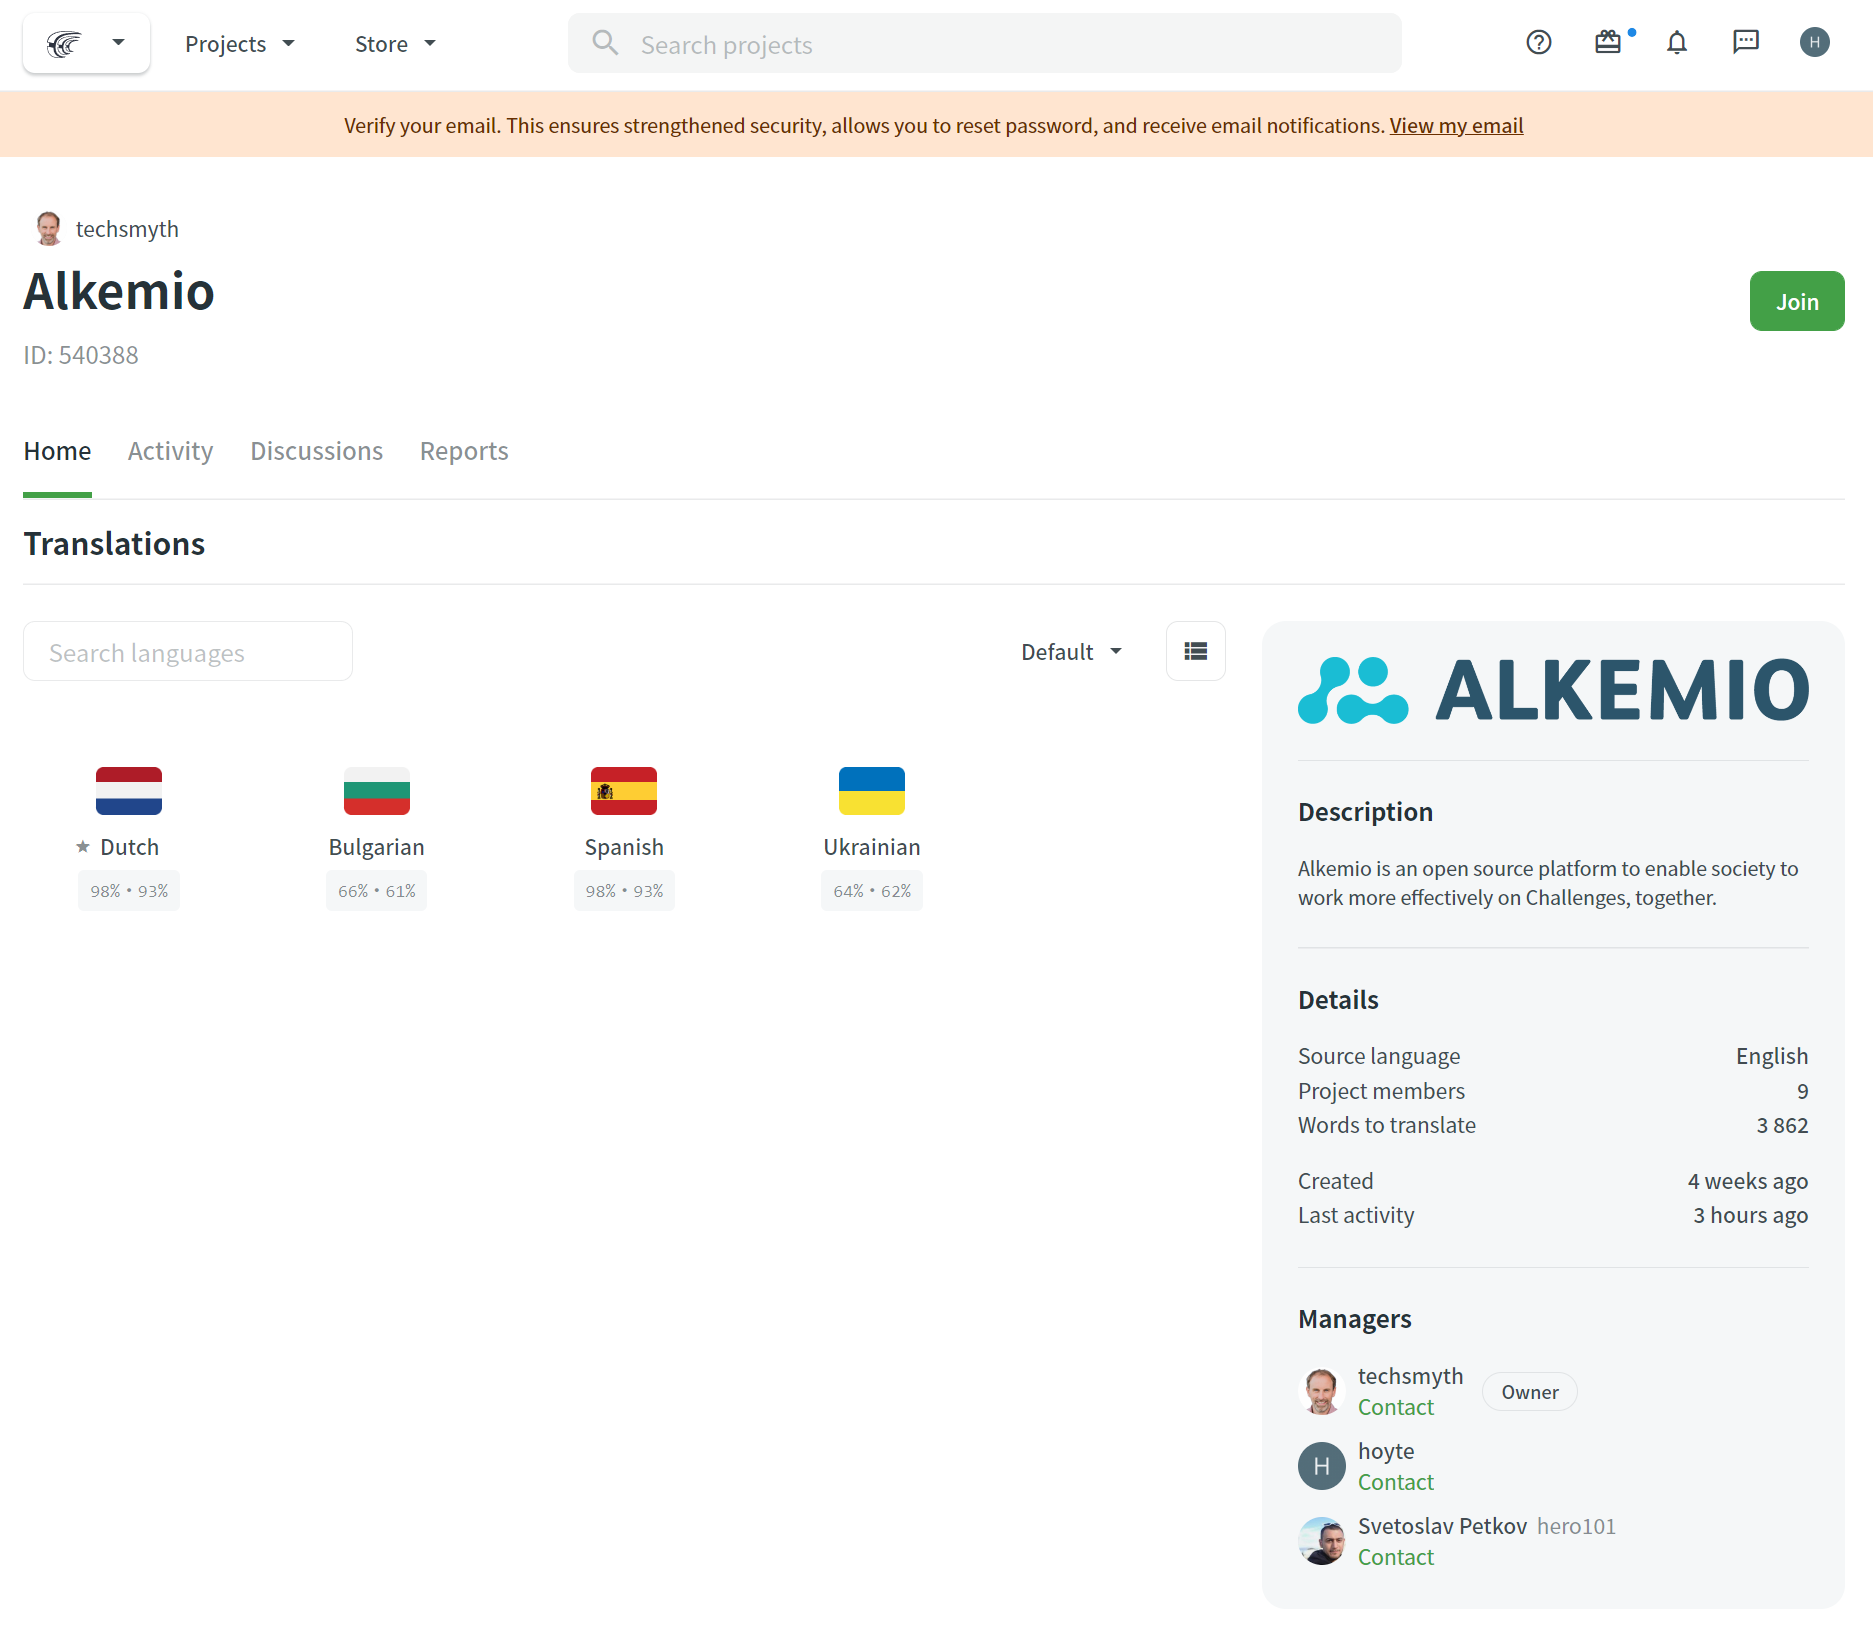 Projects
Store
Search projects
H
Verify your email. This ensures strengthened security, allows you to reset password, and receive email notifications. View my email
techsmyth
Alkemio
Join
ID: 540388
Home
Activity
Discussions
Reports
Translations
Search languages
Default
Dutch
98% • 93%
Bulgarian
66% • 61%
Spanish
98% • 93%
Ukrainian
64% • 62%
ALKEMIO
Description
Alkemio is an open source platform to enable society to
work more effectively on Challenges, together.
Details
Source language English
Project members 9
Words to translate 3 862
Created 4 weeks ago
Last activity 3 hours ago
Managers
techsmyth
Contact
Owner
H
hoyte
Contact
Svetoslav Petkov hero101
Contact